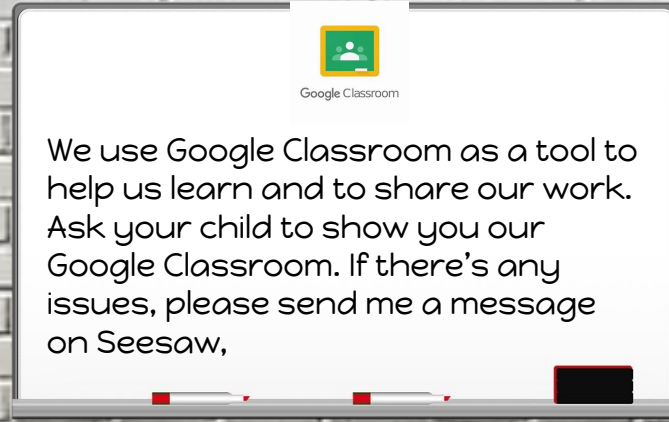 Google Classroom
We use Google Classroom as a tool to
help us learn and to share our work.
Ask your child to show you our
Google Classroom. If there's any
issues, please send me a message
on Seesaw,